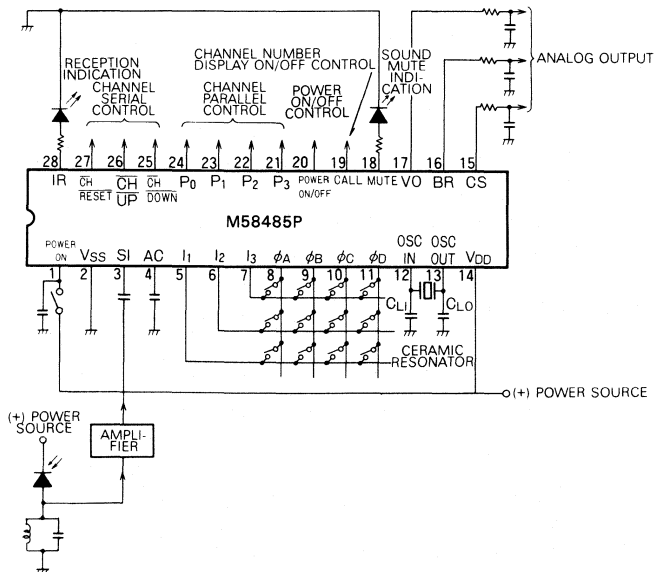 RECEPTION
INDICATION
CHANNEL
SERIAL
CONTROL
CHANNEL NUMBER
DISPLAY ON/OFF CONTROL
CHANNEL
PARALLEL
CONTROL
POWER
ON/OFF
CONTROL
SOUND
MUTE
INDI-
CATION
ANALOG OUTPUT
28 27 26 25 24 23 22 21 20 19 18 17 16 15
IR CH RESET CH UP CH DOWN P0 P1 P2 P3 POWER ON/OFF CALL MUTE VO BR CS
M58485P
POWER ON VSS SI AC I1 I2 I3 φA φB φC φD OSC IN OSC OUT VDD
1 2 3 4 5 6 7 8 9 10 11 12 13 14
CLI CLO
CERAMIC
RESONATOR
(+) POWER SOURCE
(+) POWER
SOURCE
AMPLI-
FIER